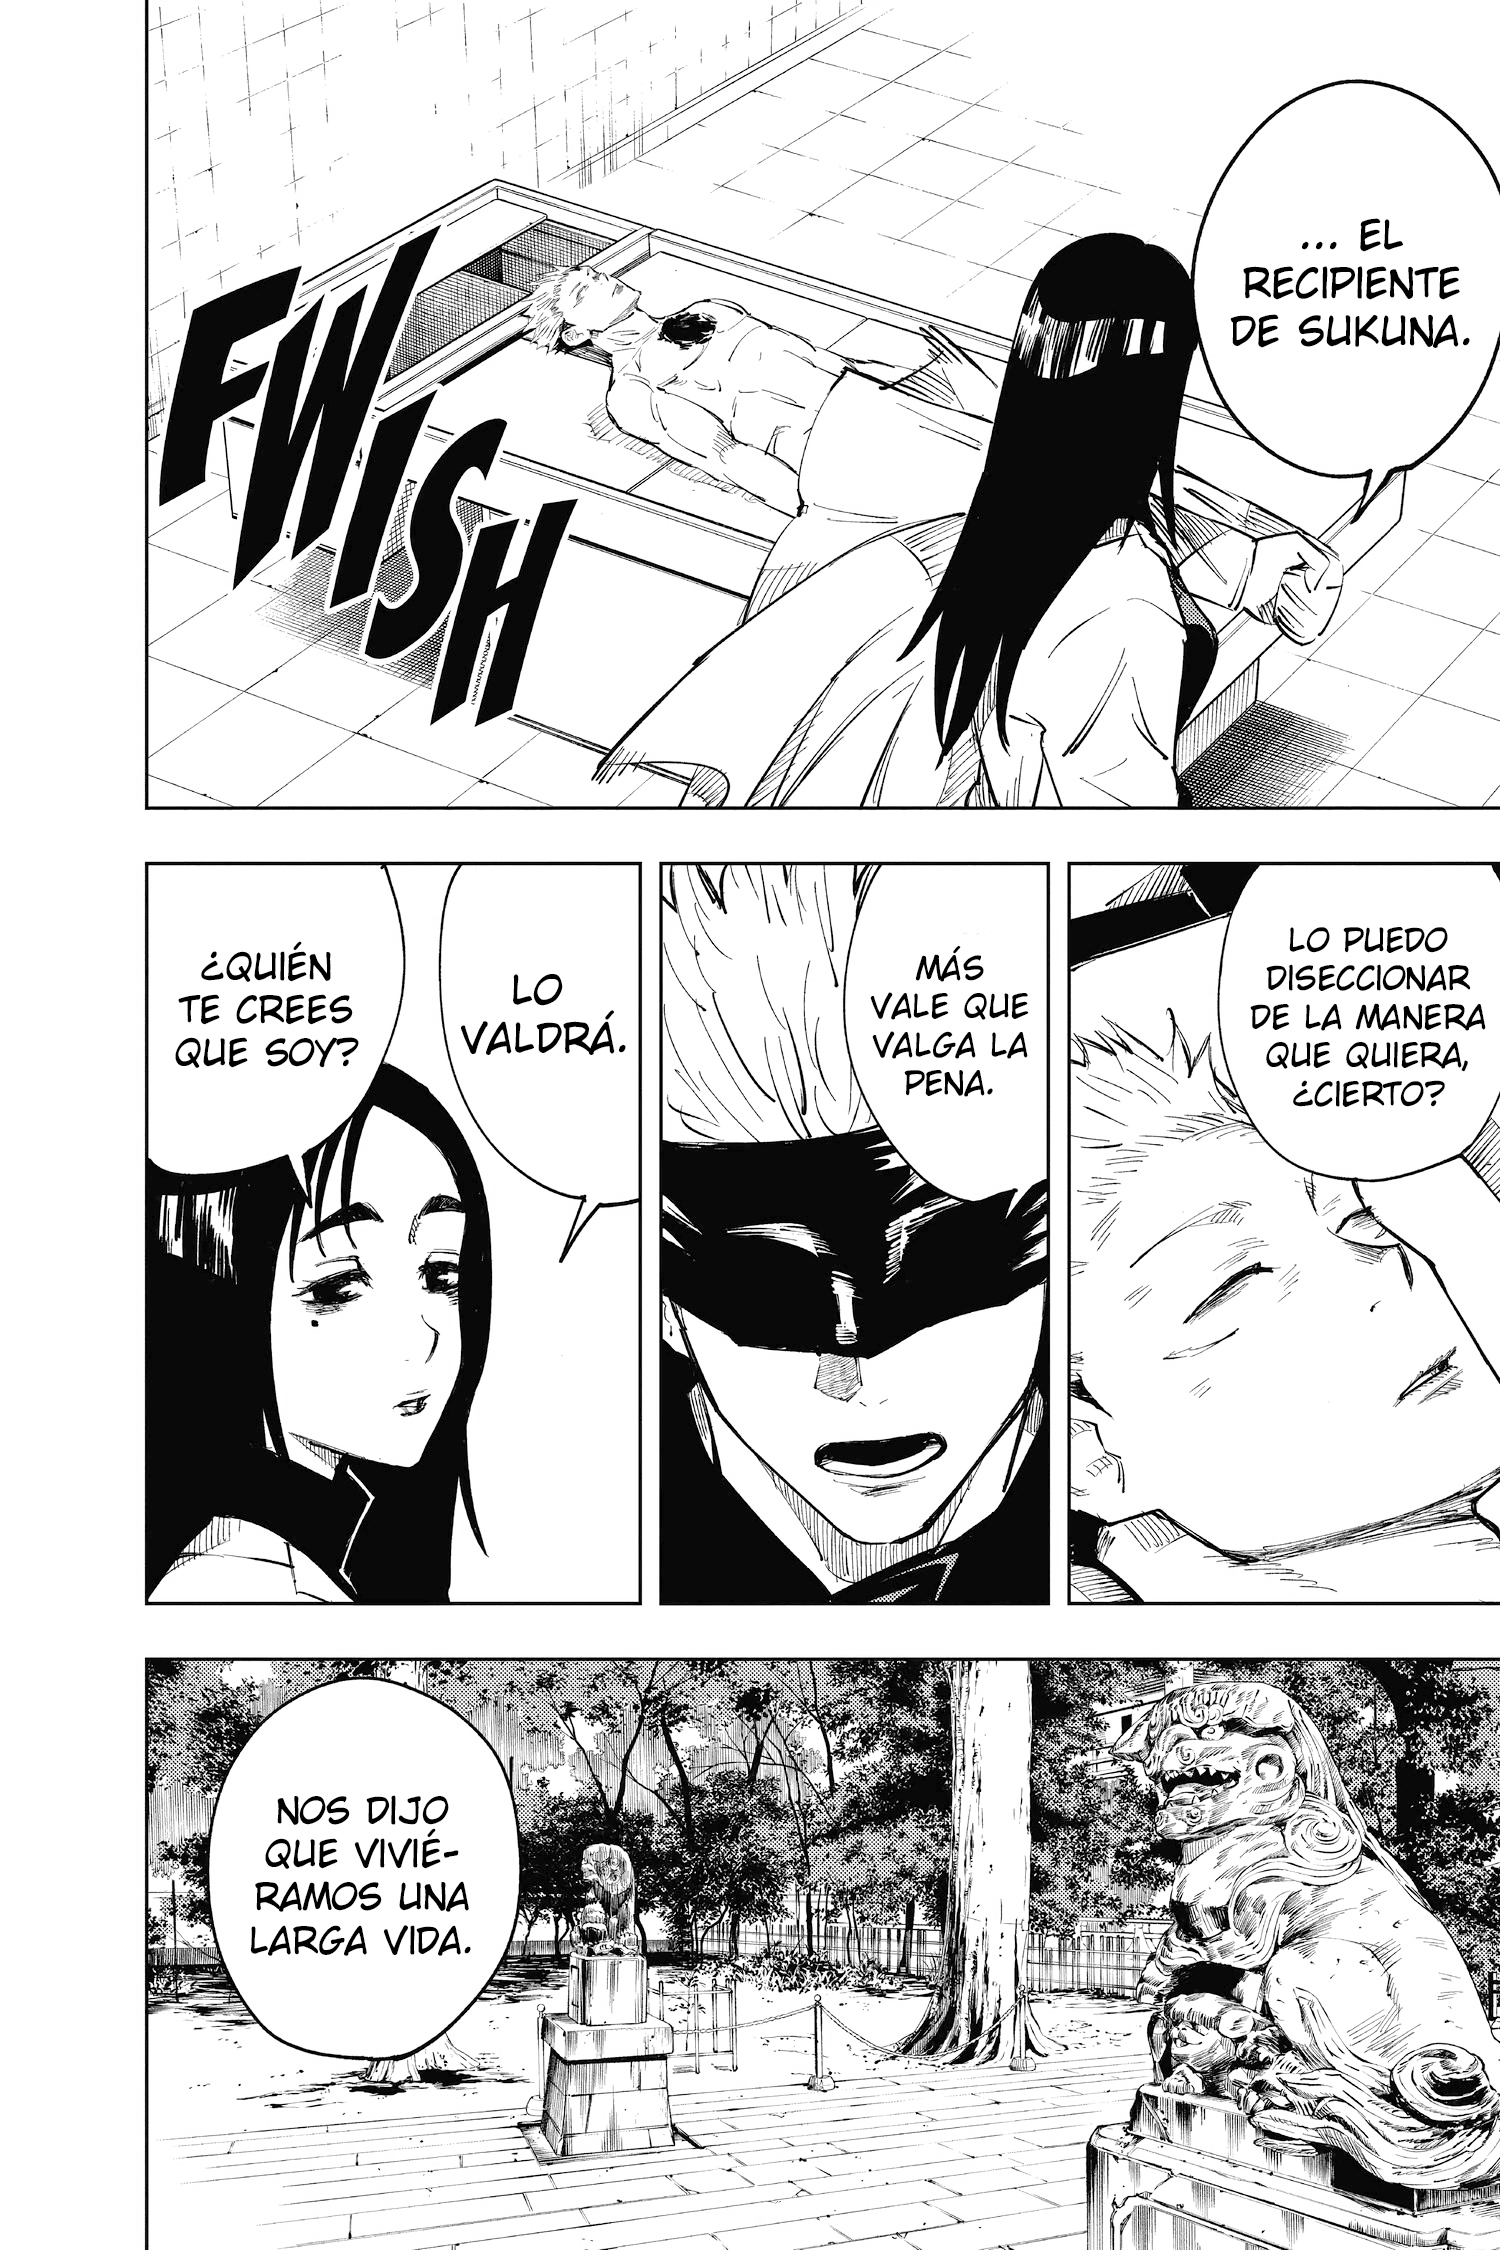 ... EL
RECIPIENTE
DE SUKUNA.
FWISH
LO PUEDO
DISECCIONAR
DE LA MANERA
QUE QUIERA,
¿CIERTO?
MÁS
VALE QUE
VALGA LA
PENA.
LO
VALDRÁ.
¿QUIÉN
TE CREES
QUE SOY?
NOS DIJO
QUE VIVIÉ-
RAMOS UNA
LARGA VIDA.